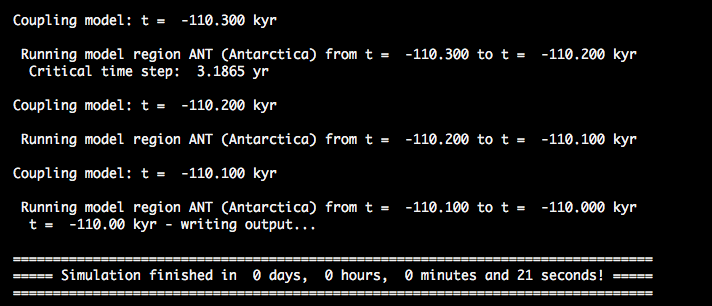 Coupling model: t =  -110.300 kyr
 Running model region ANT (Antarctica) from t =  -110.300 to t =  -110.200 kyr
  Critical time step:  3.1865 yr
Coupling model: t =  -110.200 kyr
 Running model region ANT (Antarctica) from t =  -110.200 to t =  -110.100 kyr
Coupling model: t =  -110.100 kyr
 Running model region ANT (Antarctica) from t =  -110.100 to t =  -110.000 kyr
  t =  -110.00 kyr - writing output...
================================================================================
===== Simulation finished in  0 days,  0 hours,  0 minutes and 21 seconds! =====
================================================================================